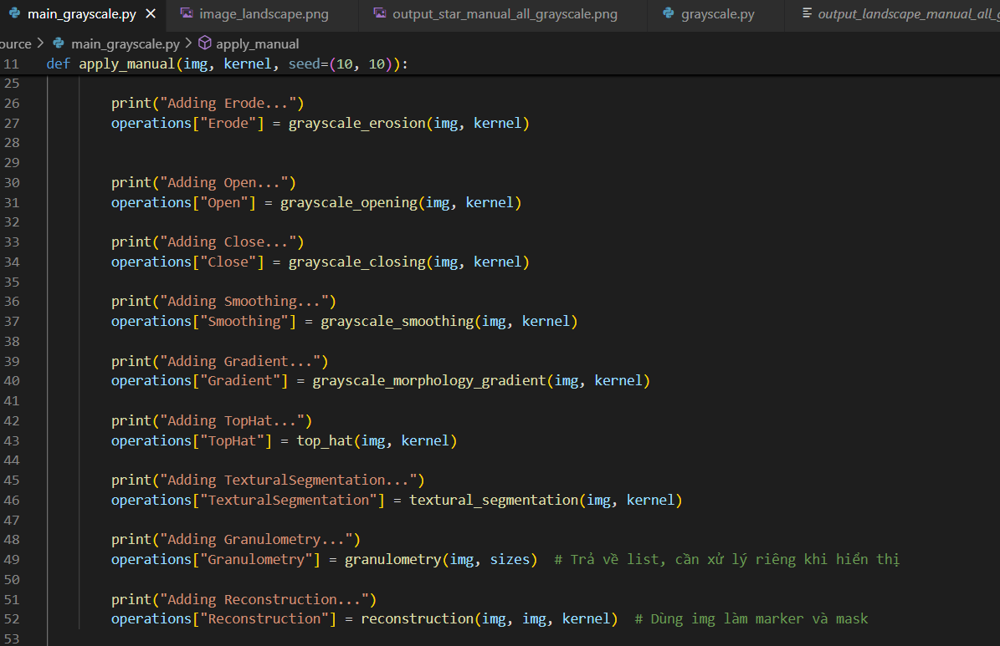 main_grayscale.py
image_landscape.png
output_star_manual_all_grayscale.png
grayscale.py
output_landscape_manual_all_g
ource > main_grayscale.py > apply_manual
11 def apply_manual(img, kernel, seed=(10, 10)):
25
26 print("Adding Erode...")
27 operations["Erode"] = grayscale_erosion(img, kernel)
28
29
30 print("Adding Open...")
31 operations["Open"] = grayscale_opening(img, kernel)
32
33 print("Adding Close...")
34 operations["Close"] = grayscale_closing(img, kernel)
35
36 print("Adding Smoothing...")
37 operations["Smoothing"] = grayscale_smoothing(img, kernel)
38
39 print("Adding Gradient...")
40 operations["Gradient"] = grayscale_morphology_gradient(img, kernel)
41
42 print("Adding TopHat...")
43 operations["TopHat"] = top_hat(img, kernel)
44
45 print("Adding TexturalSegmentation...")
46 operations["TexturalSegmentation"] = textural_segmentation(img, kernel)
47
48 print("Adding Granulometry...")
49 operations["Granulometry"] = granulometry(img, sizes) # Trả về list, cần xử lý riêng khi hiển thị
50
51 print("Adding Reconstruction...")
52 operations["Reconstruction"] = reconstruction(img, img, kernel) # Dùng img làm marker và mask
53